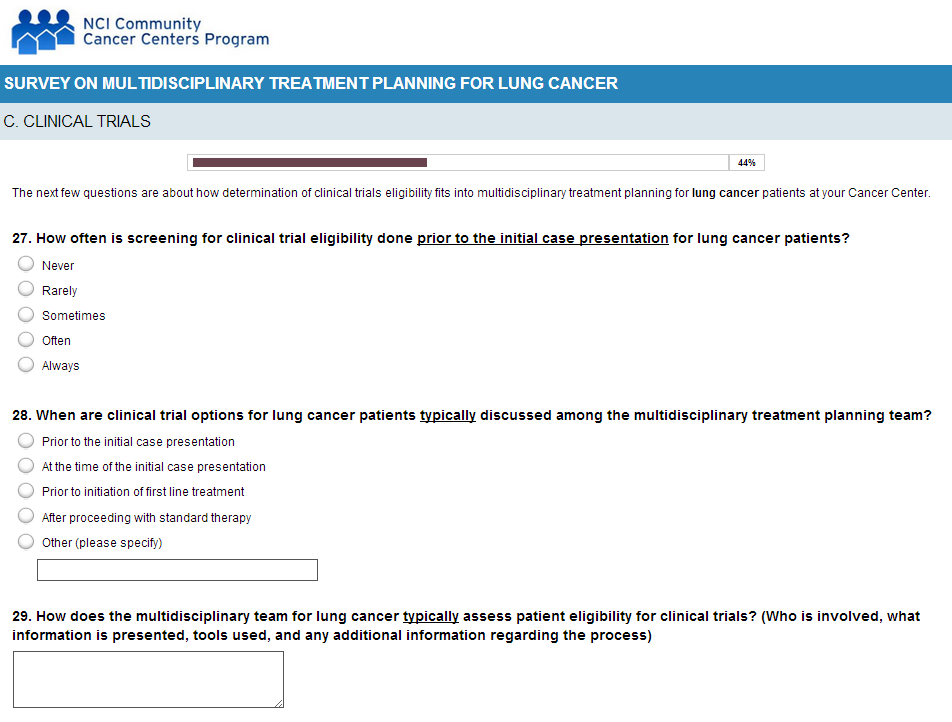 NCI Community
Cancer Centers Program
SURVEY ON MULTIDISCIPLINARY TREATMENT PLANNING FOR LUNG CANCER
C. CLINICAL TRIALS
44%
The next few questions are about how determination of clinical trials eligibility fits into multidisciplinary treatment planning for lung cancer patients at your Cancer Center.
27. How often is screening for clinical trial eligibility done prior to the initial case presentation for lung cancer patients?
Never
Rarely
Sometimes
Often
Always
28. When are clinical trial options for lung cancer patients typically discussed among the multidisciplinary treatment planning team?
Prior to the initial case presentation
At the time of the initial case presentation
Prior to initiation of first line treatment
After proceeding with standard therapy
Other (please specify)
29. How does the multidisciplinary team for lung cancer typically assess patient eligibility for clinical trials? (Who is involved, what
information is presented, tools used, and any additional information regarding the process)